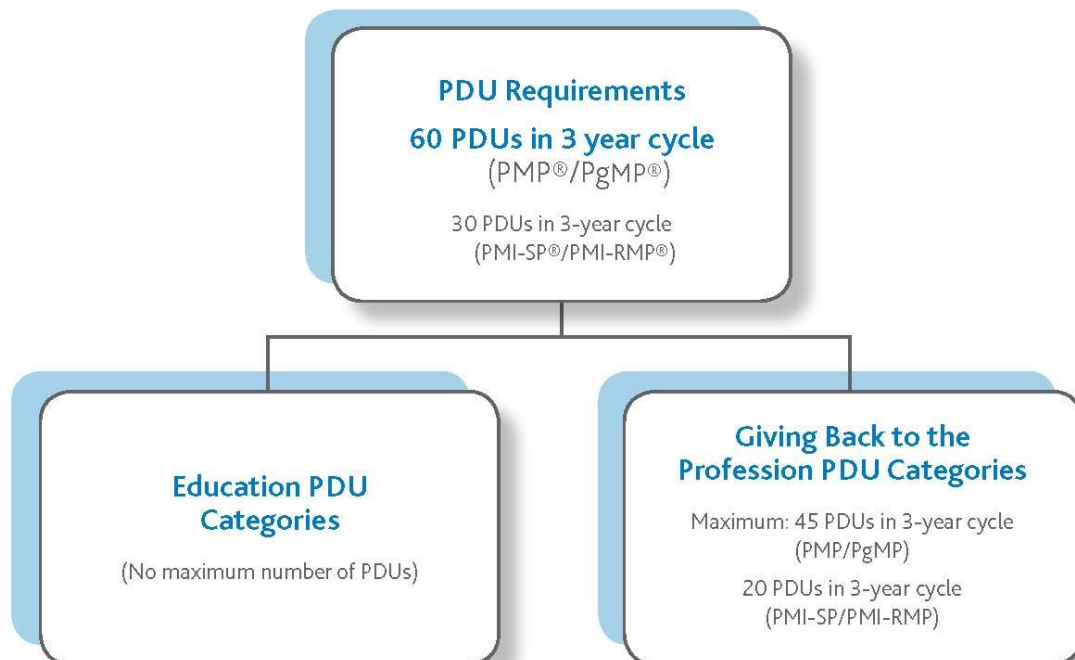 PDU Requirements
60 PDUs in 3 year cycle
(PMP®/PgMP®)
30 PDUs in 3-year cycle
(PMI-SP®/PMI-RMP®)
Education PDU
Categories
(No maximum number of PDUs)
Giving Back to the
Profession PDU Categories
Maximum: 45 PDUs in 3-year cycle
(PMP/PgMP)
20 PDUs in 3-year cycle
(PMI-SP/PMI-RMP)